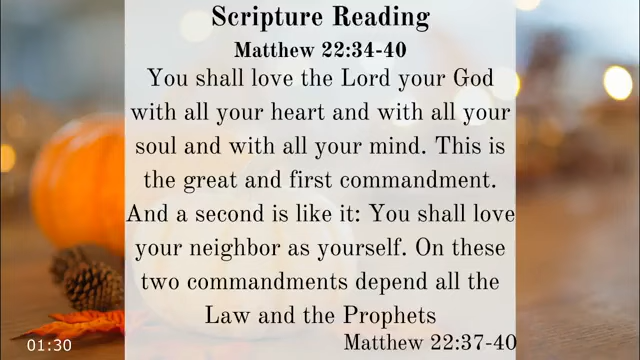 Scripture Reading
Matthew 22:34-40
You shall love the Lord your God
with all your heart and with all your
soul and with all your mind. This is
the great and first commandment.
And a second is like it: You shall love
your neighbor as yourself. On these
two commandments depend all the
Law and the Prophets
Matthew 22:37-40
01:30